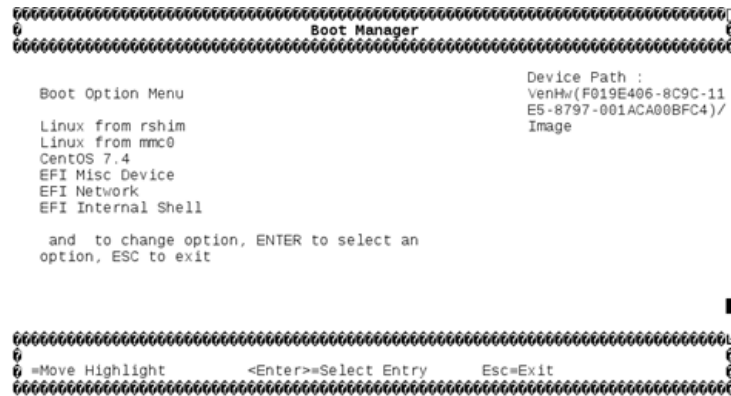 Boot Manager
Boot Option Menu
Linux from rshim
Linux from mmc0
CentOS 7.4
EFI Misc Device
EFI Network
EFI Internal Shell
and to change option, ENTER to select an
option, ESC to exit
Device Path :
VenHw(F019E406-8C9C-11
E5-8797-001ACA00BFC4)/
Image
=Move Highlight <Enter>=Select Entry Esc=Exit